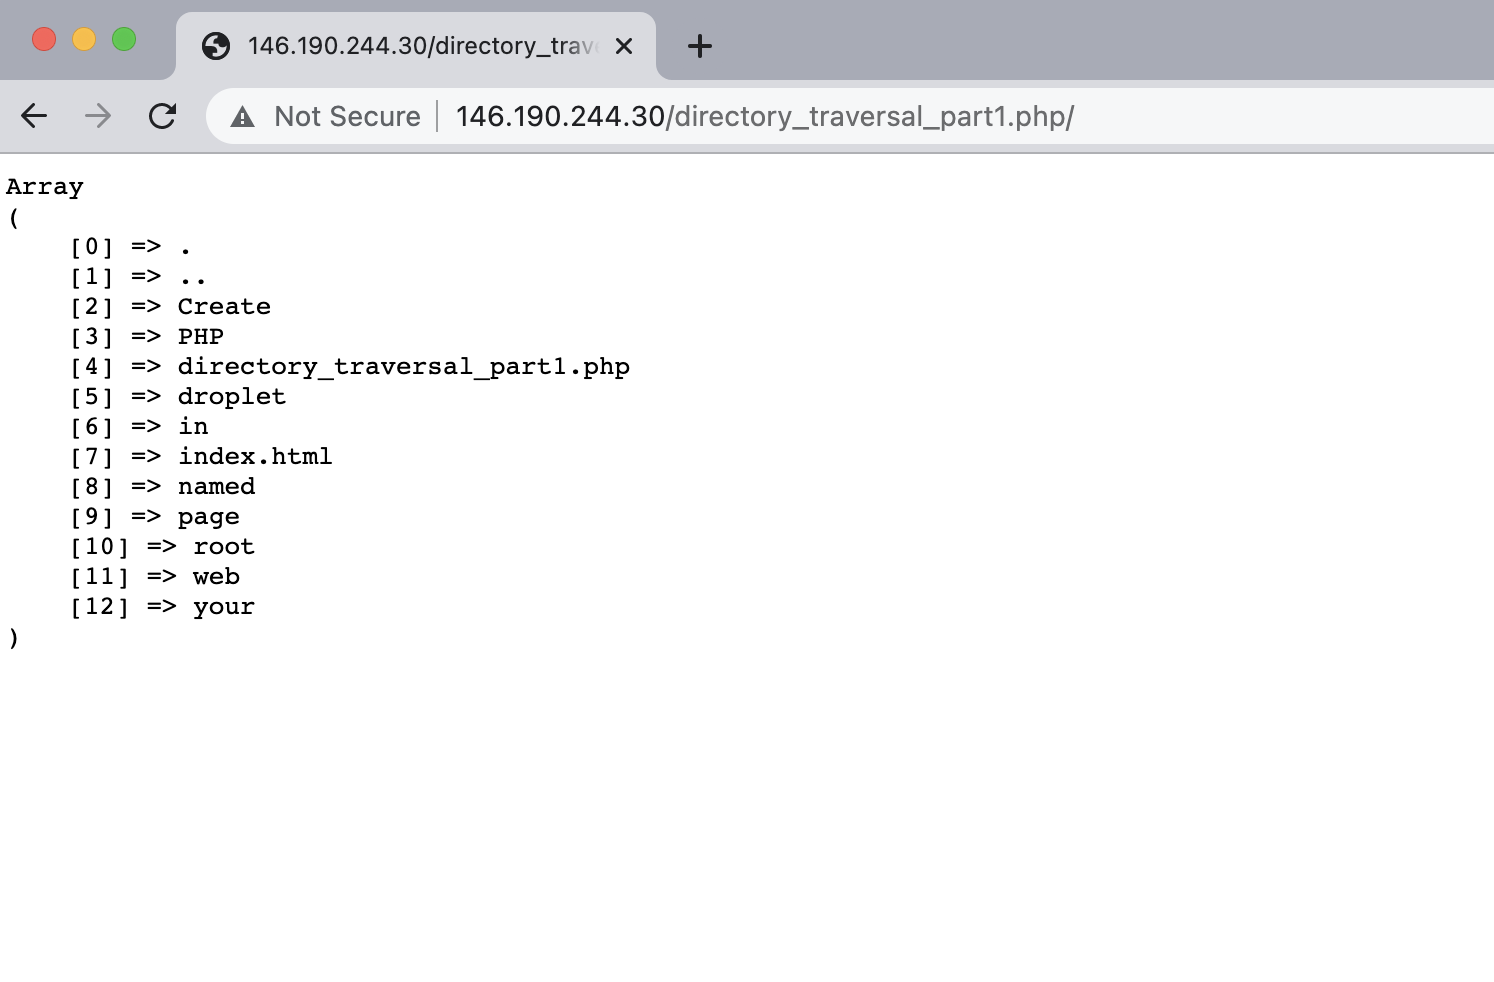 146.190.244.30/directory_trav
Not Secure 146.190.244.30/directory_traversal_part1.php/
Array
(
[0] => .
[1] => ..
[2] => Create
[3] => PHP
[4] => directory_traversal_part1.php
[5] => droplet
[6] => in
[7] => index.html
[8] => named
[9] => page
[10] => root
[11] => web
[12] => your
)